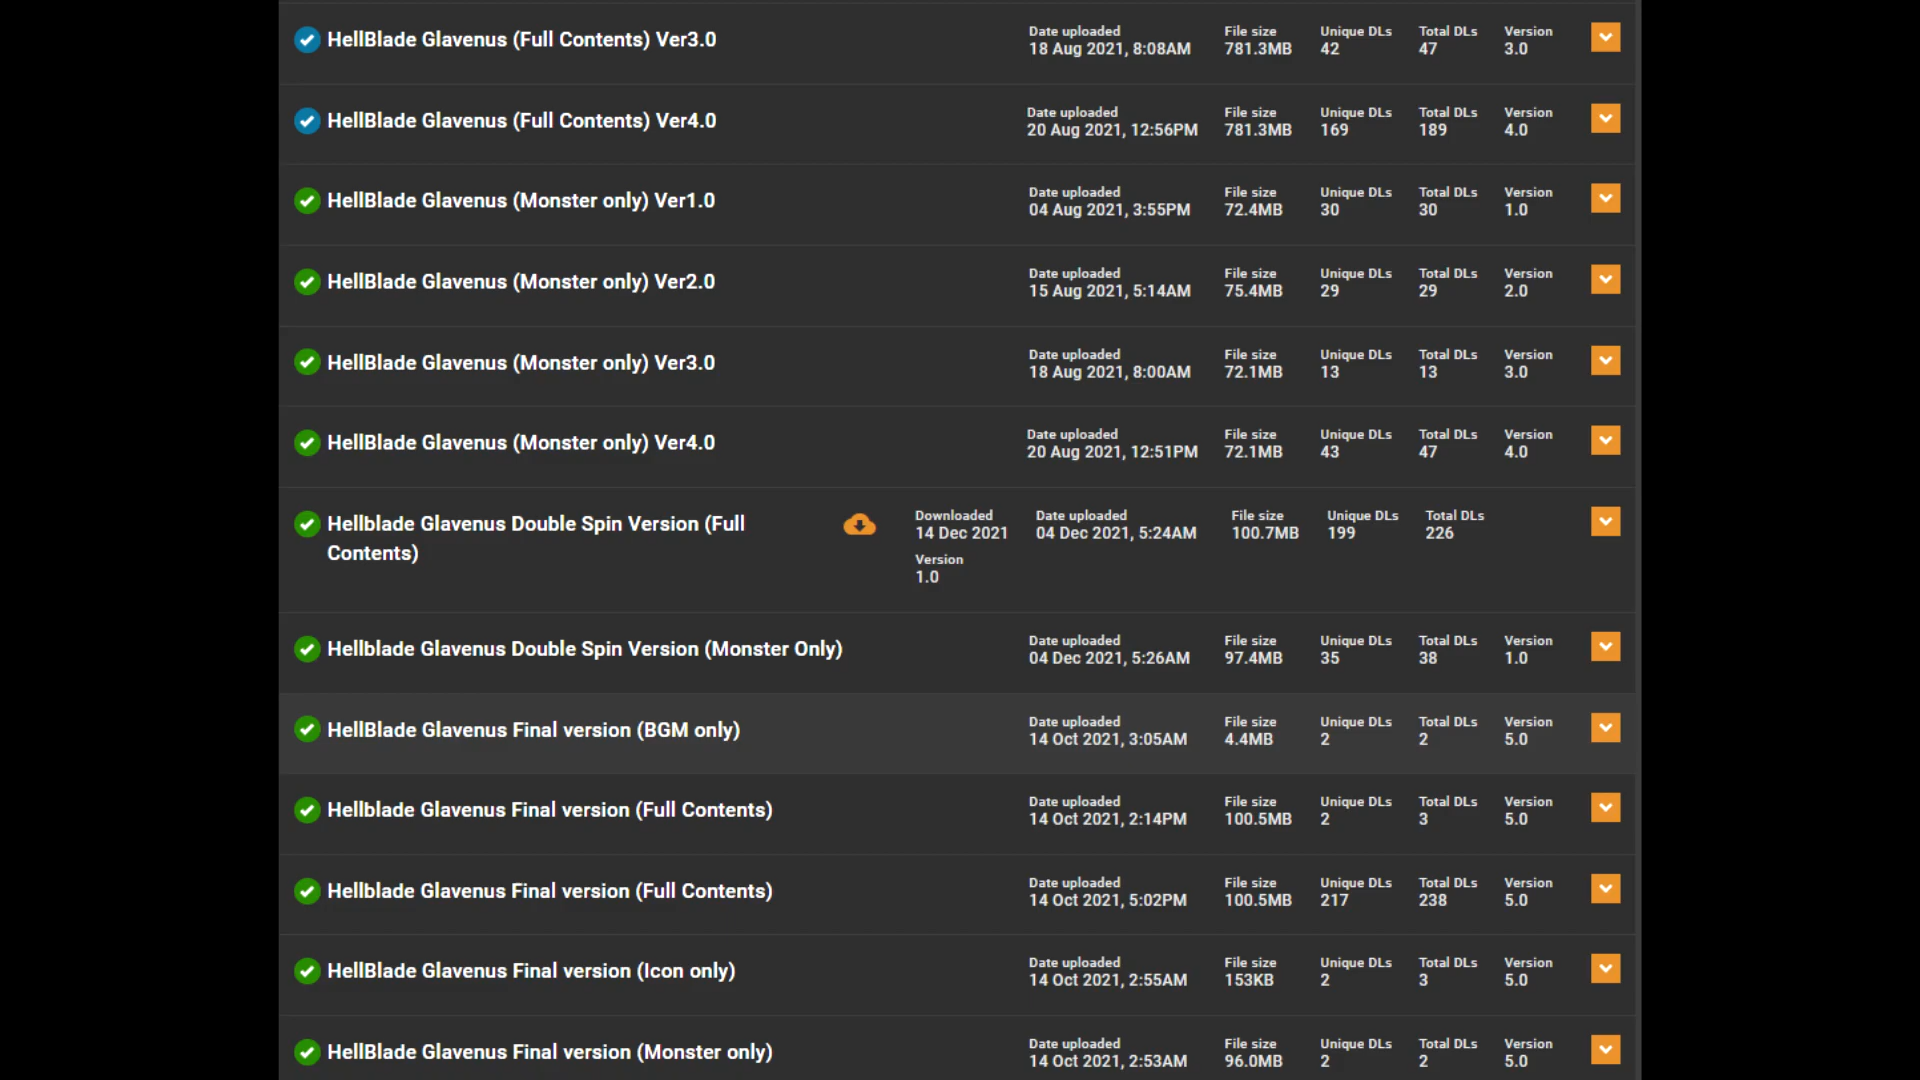 HellBlade Glavenus (Full Contents) Ver3.0
Date uploaded File size Unique DLs Total DLs Version
18 Aug 2021, 8:08AM 781.3MB 42 47 3.0
HellBlade Glavenus (Full Contents) Ver4.0
Date uploaded File size Unique DLs Total DLs Version
20 Aug 2021, 12:56PM 781.3MB 169 189 4.0
HellBlade Glavenus (Monster only) Ver1.0
Date uploaded File size Unique DLs Total DLs Version
04 Aug 2021, 3:55PM 72.4MB 30 30 1.0
HellBlade Glavenus (Monster only) Ver2.0
Date uploaded File size Unique DLs Total DLs Version
15 Aug 2021, 5:14AM 75.4MB 29 29 2.0
HellBlade Glavenus (Monster only) Ver3.0
Date uploaded File size Unique DLs Total DLs Version
18 Aug 2021, 8:00AM 72.1MB 13 13 3.0
HellBlade Glavenus (Monster only) Ver4.0
Date uploaded File size Unique DLs Total DLs Version
20 Aug 2021, 12:51PM 72.1MB 43 47 4.0
Hellblade Glavenus Double Spin Version (Full
Contents)
Downloaded Date uploaded File size Unique DLs Total DLs
14 Dec 2021 04 Dec 2021, 5:24AM 100.7MB 199 226
Version
1.0
Hellblade Glavenus Double Spin Version (Monster Only)
Date uploaded File size Unique DLs Total DLs Version
04 Dec 2021, 5:26AM 97.4MB 35 38 1.0
HellBlade Glavenus Final version (BGM only)
Date uploaded File size Unique DLs Total DLs Version
14 Oct 2021, 3:05AM 4.4MB 2 2 5.0
Hellblade Glavenus Final version (Full Contents)
Date uploaded File size Unique DLs Total DLs Version
14 Oct 2021, 2:14PM 100.5MB 2 3 5.0
Hellblade Glavenus Final version (Full Contents)
Date uploaded File size Unique DLs Total DLs Version
14 Oct 2021, 5:02PM 100.5MB 217 238 5.0
HellBlade Glavenus Final version (Icon only)
Date uploaded File size Unique DLs Total DLs Version
14 Oct 2021, 2:55AM 153KB 2 3 5.0
HellBlade Glavenus Final version (Monster only)
Date uploaded File size Unique DLs Total DLs Version
14 Oct 2021, 2:53AM 96.0MB 2 2 5.0